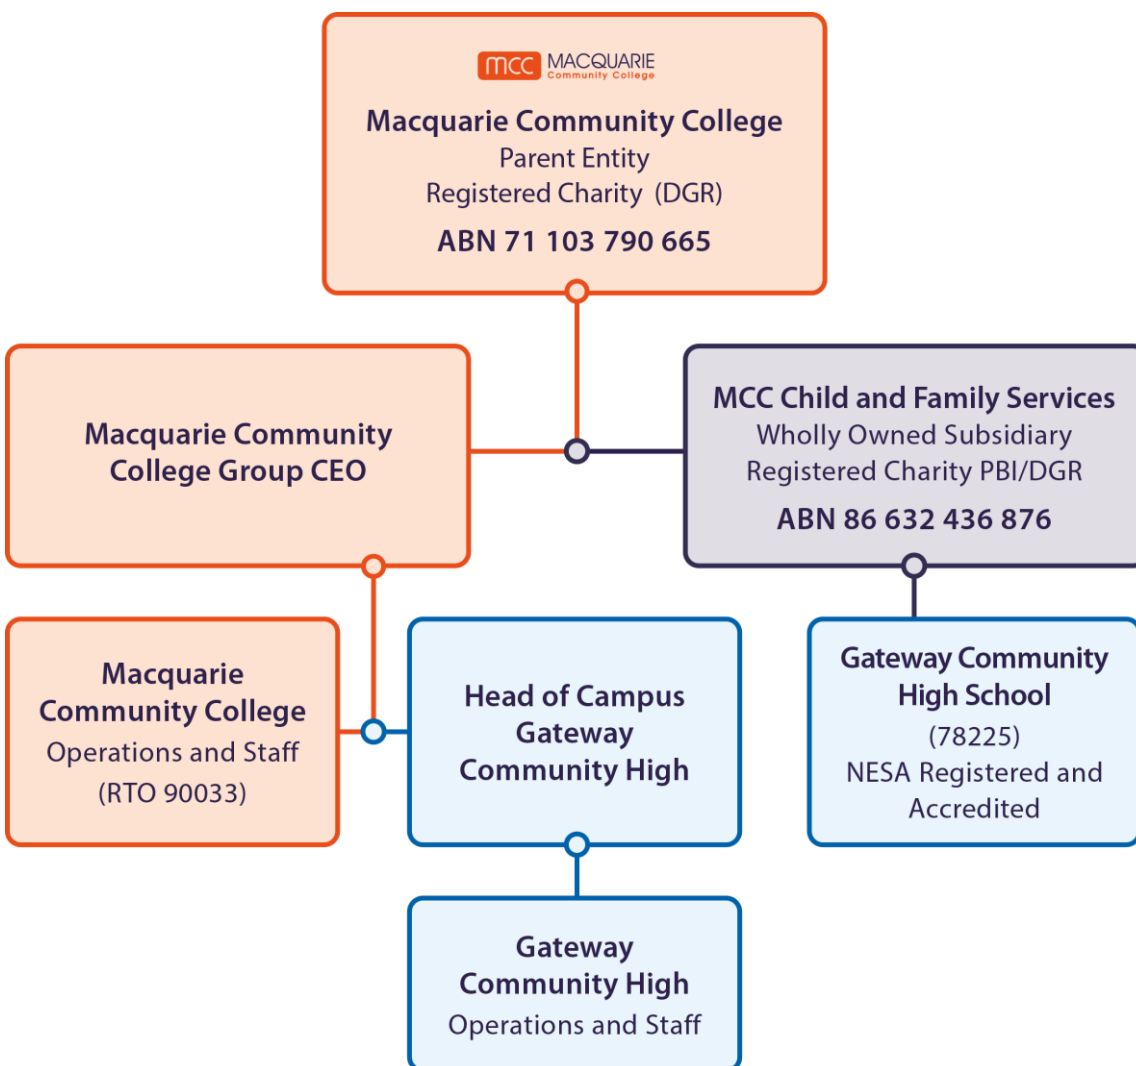 mcc MACQUARIE
Community College
Macquarie Community College
Parent Entity
Registered Charity (DGR)
ABN 71 103 790 665
Macquarie Community
College Group CEO
MCC Child and Family Services
Wholly Owned Subsidiary
Registered Charity PBI/DGR
ABN 86 632 436 876
Macquarie
Community College
Operations and Staff
(RTO 90033)
Head of Campus
Gateway
Community High
Gateway Community
High School
(78225)
NESA Registered and
Accredited
Gateway
Community High
Operations and Staff